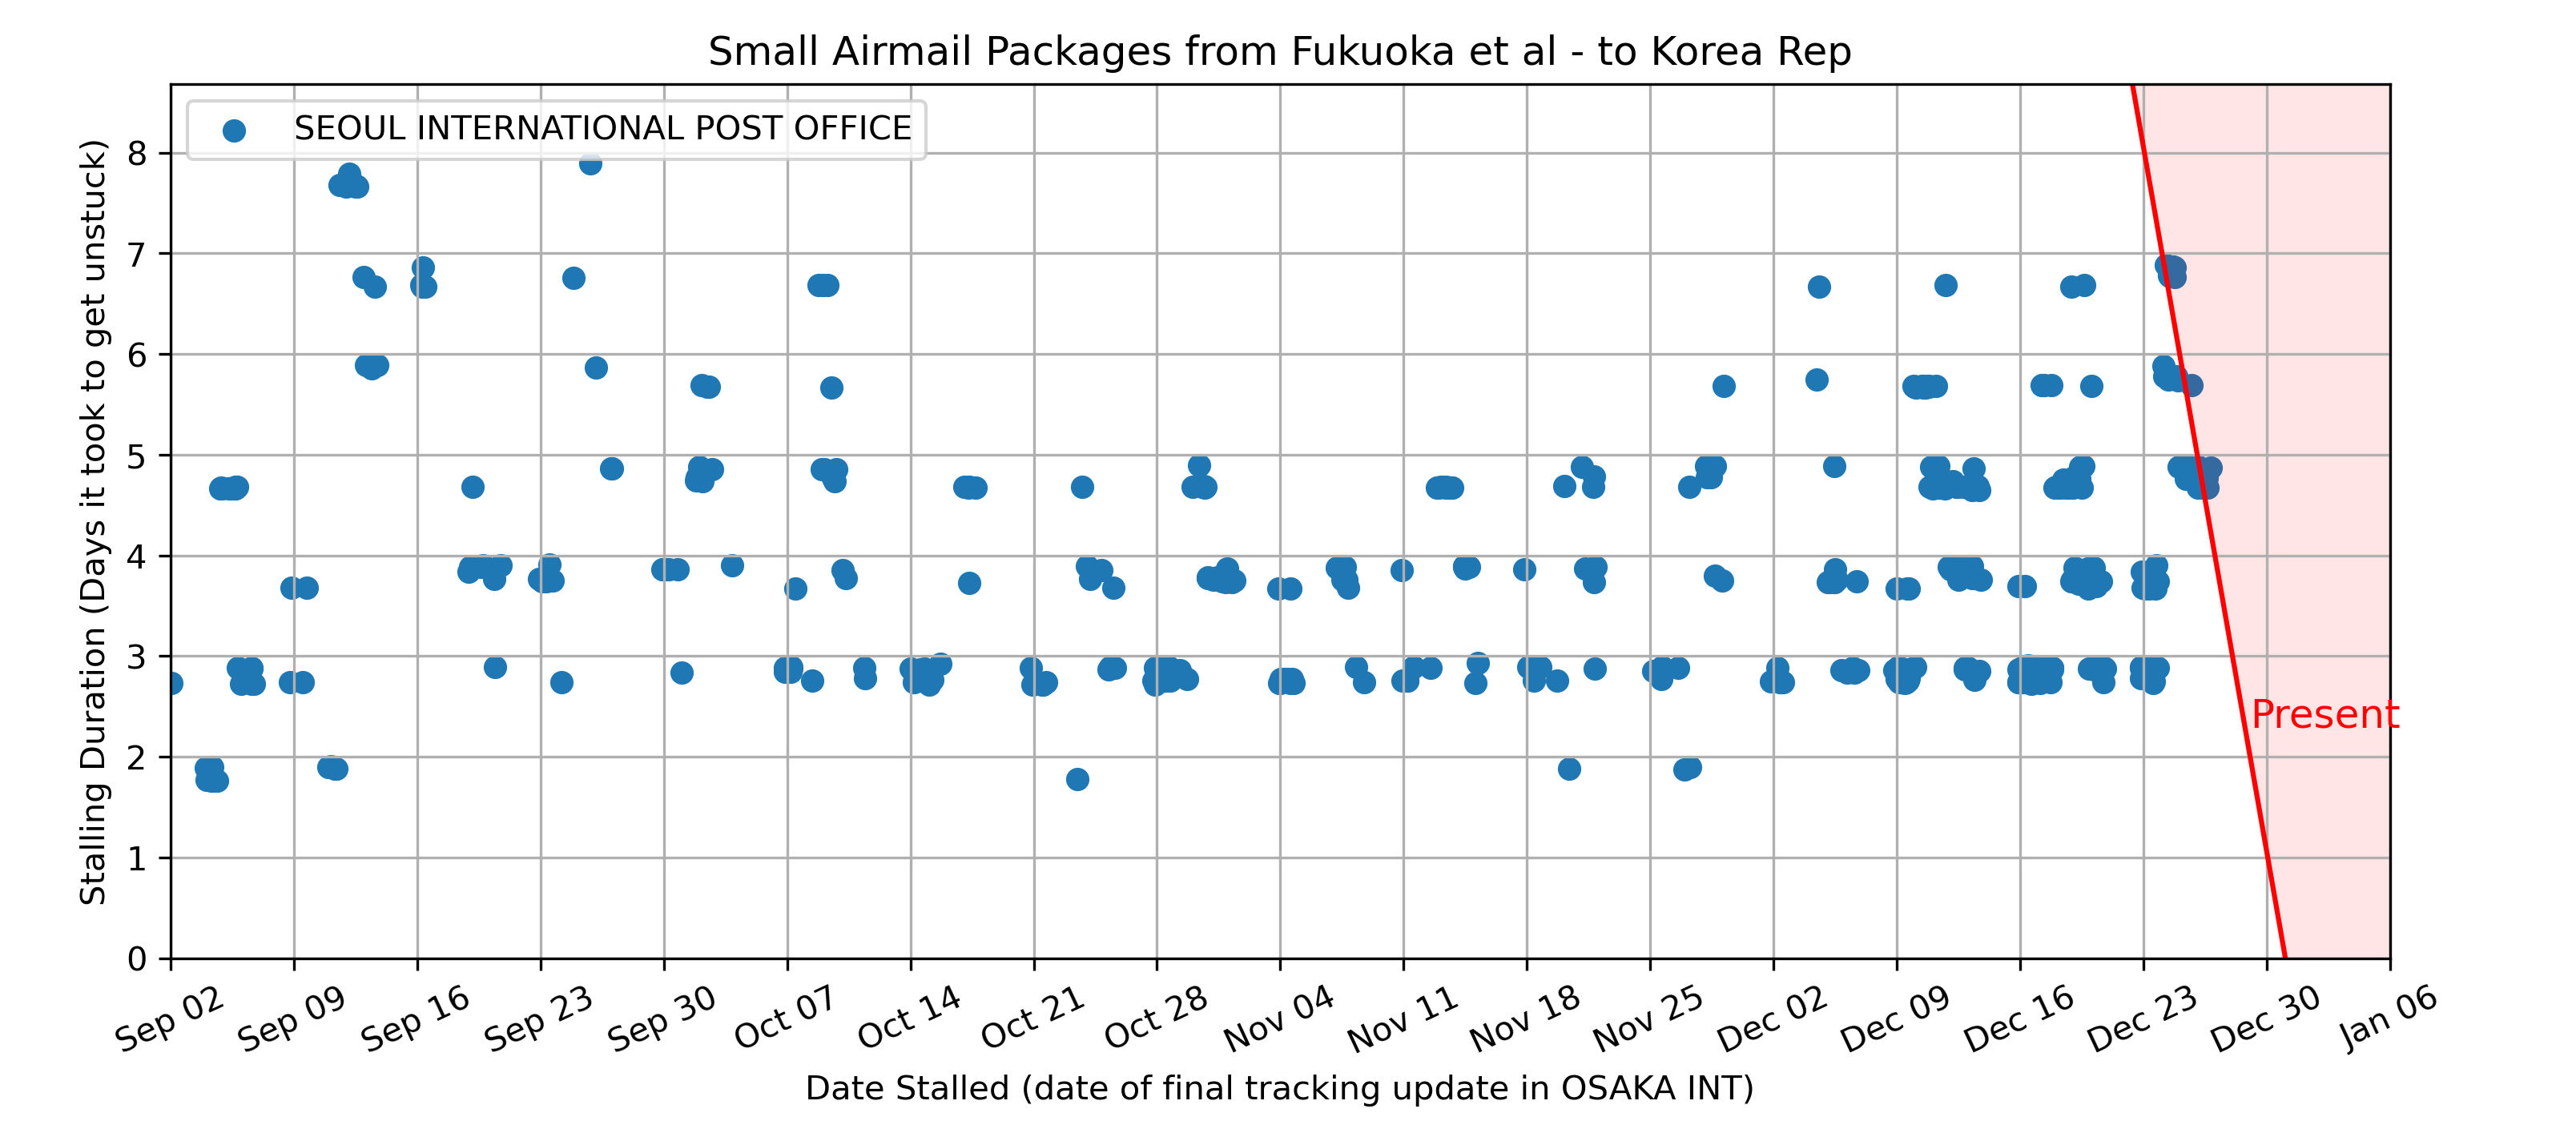 Small Airmail Packages from Fukuoka et al - to Korea Rep
SEOUL INTERNATIONAL POST OFFICE
Stalling Duration (Days it took to get unstuck)
8
7
6
5
4
3
2
1
0
Present
Sep 02 Sep 09 Sep 16 Sep 23 Sep 30 Oct 07 Oct 14 Oct 21 Oct 28 Nov 04 Nov 11 Nov 18 Nov 25 Dec 02 Dec 09 Dec 16 Dec 23 Dec 30 Jan 06
Date Stalled (date of final tracking update in OSAKA INT)